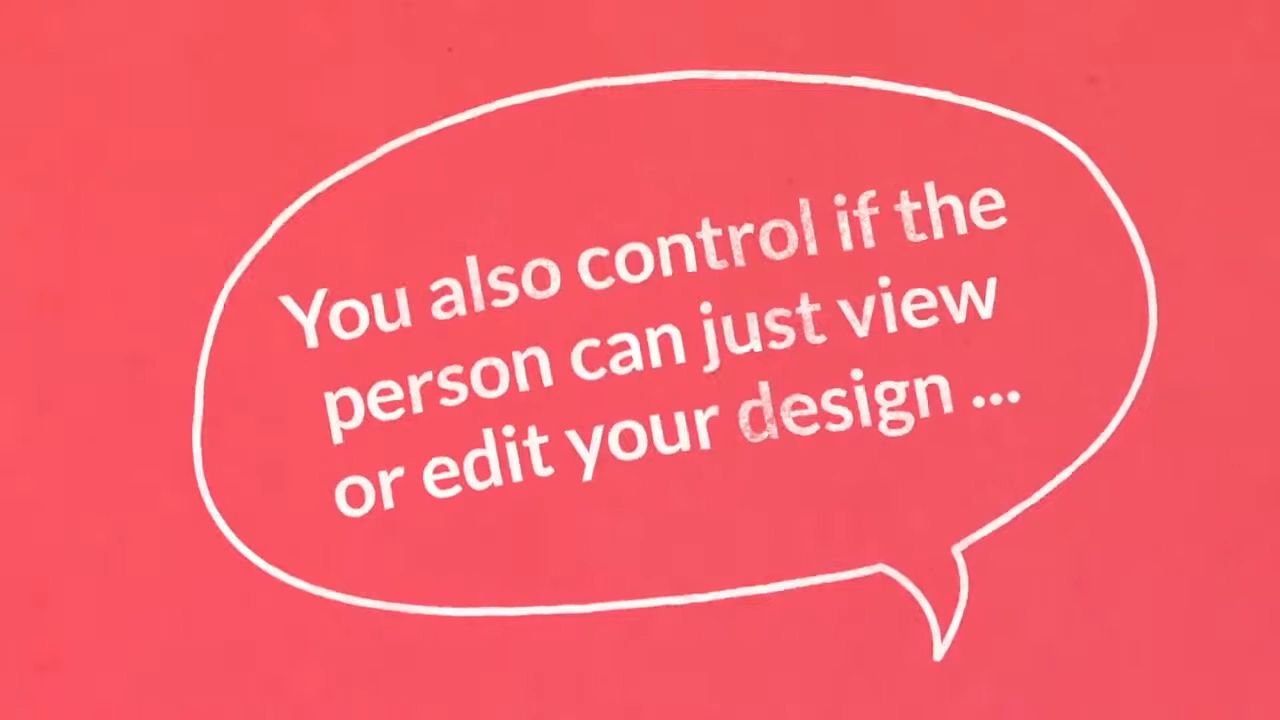 You also control if the
person can just view
or edit your design ...